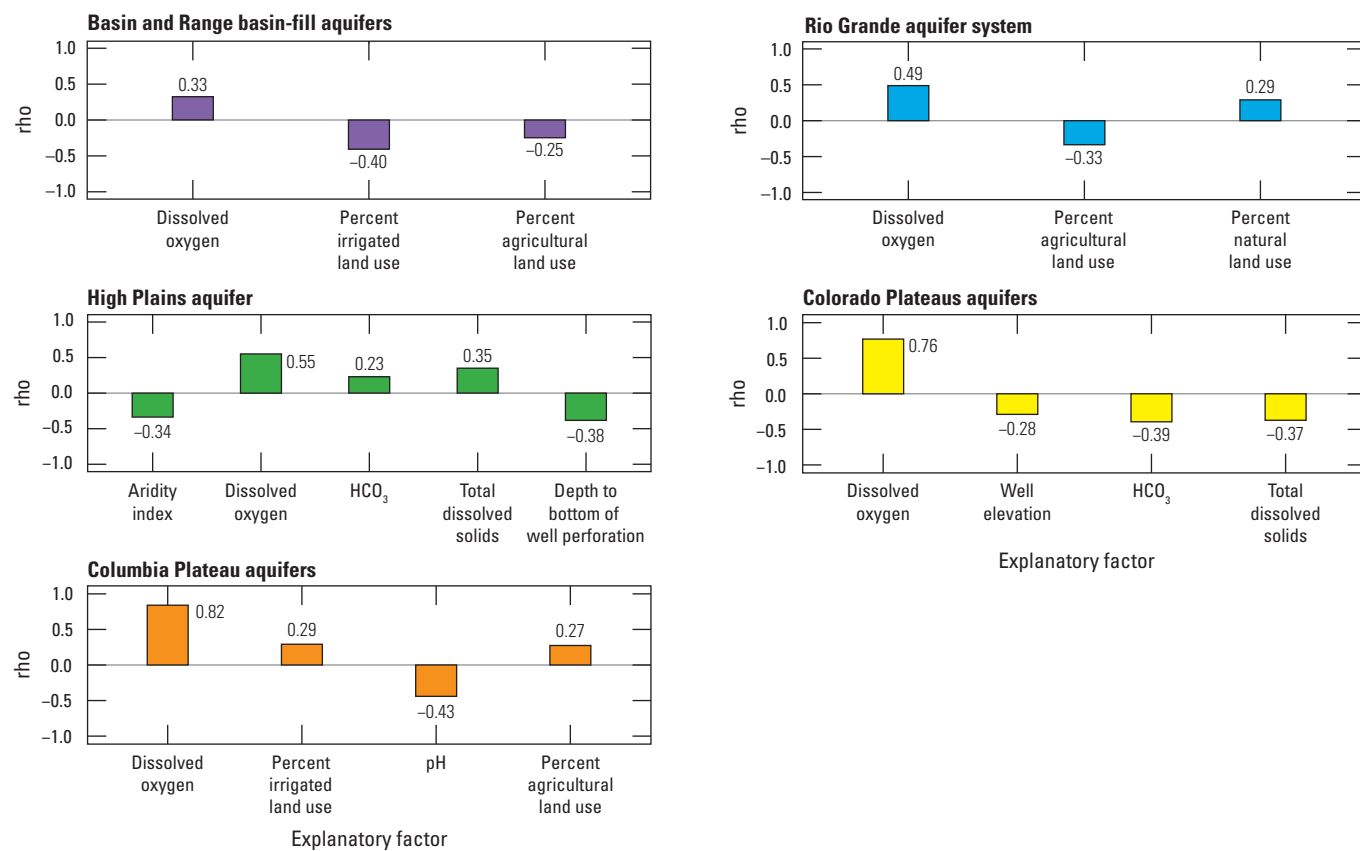 Basin and Range basin-fill aquifers
1.0
0.5
0.0
–0.5
–1.0
rho
0.33
–0.40
–0.25
Dissolved
oxygen
Percent
irrigated
land use
Percent
agricultural
land use
Rio Grande aquifer system
1.0
0.5
0.0
–0.5
–1.0
rho
0.49
–0.33
0.29
Dissolved
oxygen
Percent
agricultural
land use
Percent
natural
land use
High Plains aquifer
1.0
0.5
0.0
–0.5
–1.0
rho
–0.34
0.55
0.23
0.35
–0.38
Aridity
index
Dissolved
oxygen
HCO3
Total
dissolved
solids
Depth to
bottom of
well perforation
Colorado Plateaus aquifers
1.0
0.5
0.0
–0.5
–1.0
rho
0.76
–0.28
–0.39
–0.37
Dissolved
oxygen
Well
elevation
HCO3
Total
dissolved
solids
Explanatory factor
Columbia Plateau aquifers
1.0
0.5
0.0
–0.5
–1.0
rho
0.82
0.29
–0.43
0.27
Dissolved
oxygen
Percent
irrigated
land use
pH
Percent
agricultural
land use
Explanatory factor